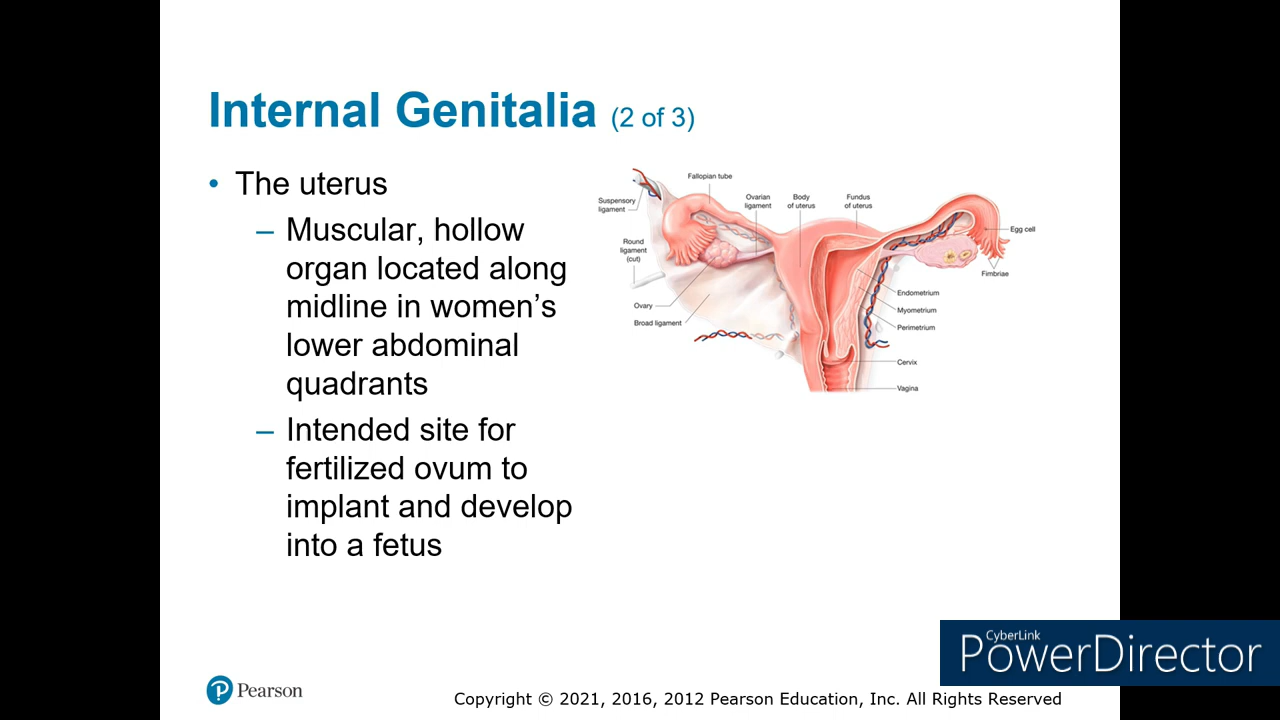 Internal Genitalia (2 of 3)
• The uterus
– Muscular, hollow
organ located along
midline in women’s
lower abdominal
quadrants
– Intended site for
fertilized ovum to
implant and develop
into a fetus
Fallopian tube
Suspensory
ligament
Ovarian
ligament
Body
of uterus
Fundus
of uterus
Egg cell
Round
ligament
(cut)
Fimbriae
Endometrium
Ovary
Myometrium
Broad ligament
Perimetrium
Cervix
Vagina
CyberLink
PowerDirector
Pearson
Copyright © 2021, 2016, 2012 Pearson Education, Inc. All Rights Reserved